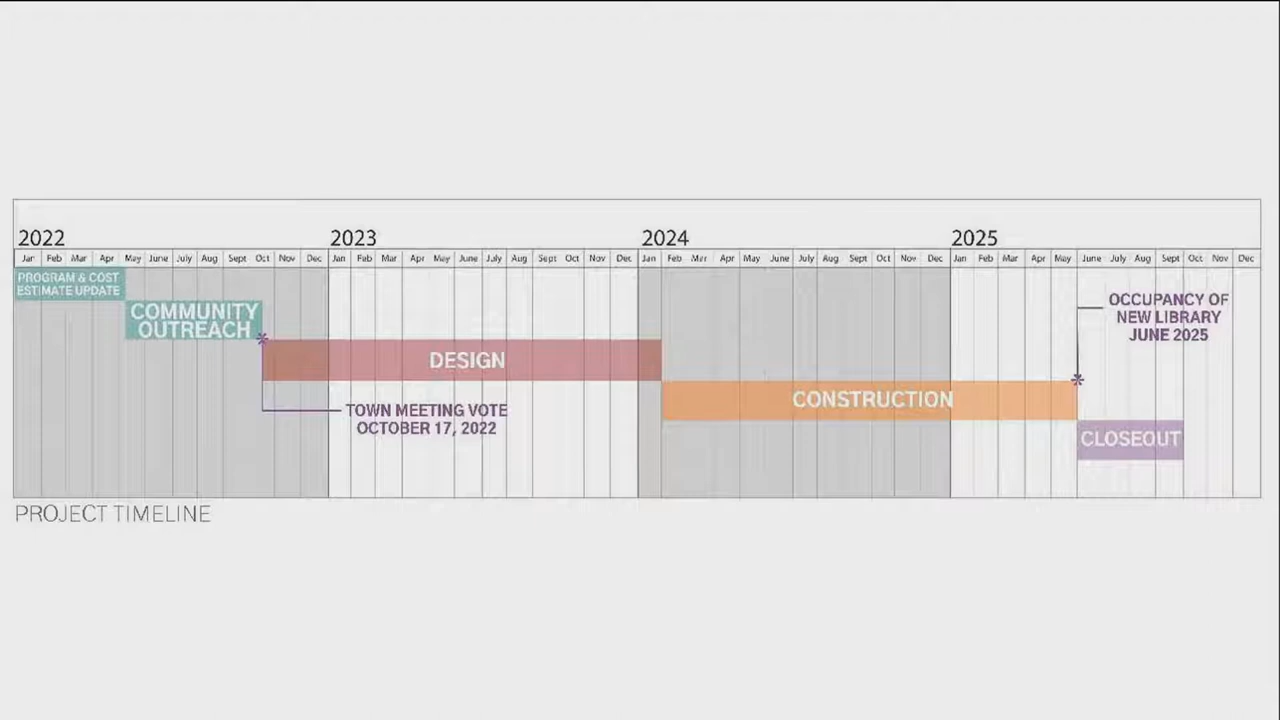 2022 2023 2024 2025
Jan Feb Mar Apr May June July Aug Sept Oct Nov Dec Jan Feb Mar Apr May June July Aug Sept Oct Nov Dec Jan Feb Mar Apr May June July Aug Sept Oct Nov Dec Jan Feb Mar Apr May June July Aug Sept Oct Nov Dec
PROGRAM & COST
ESTIMATE UPDATE
COMMUNITY
OUTREACH
OCCUPANCY OF
NEW LIBRARY
JUNE 2025
DESIGN
CONSTRUCTION
TOWN MEETING VOTE
OCTOBER 17, 2022
CLOSEOUT
PROJECT TIMELINE